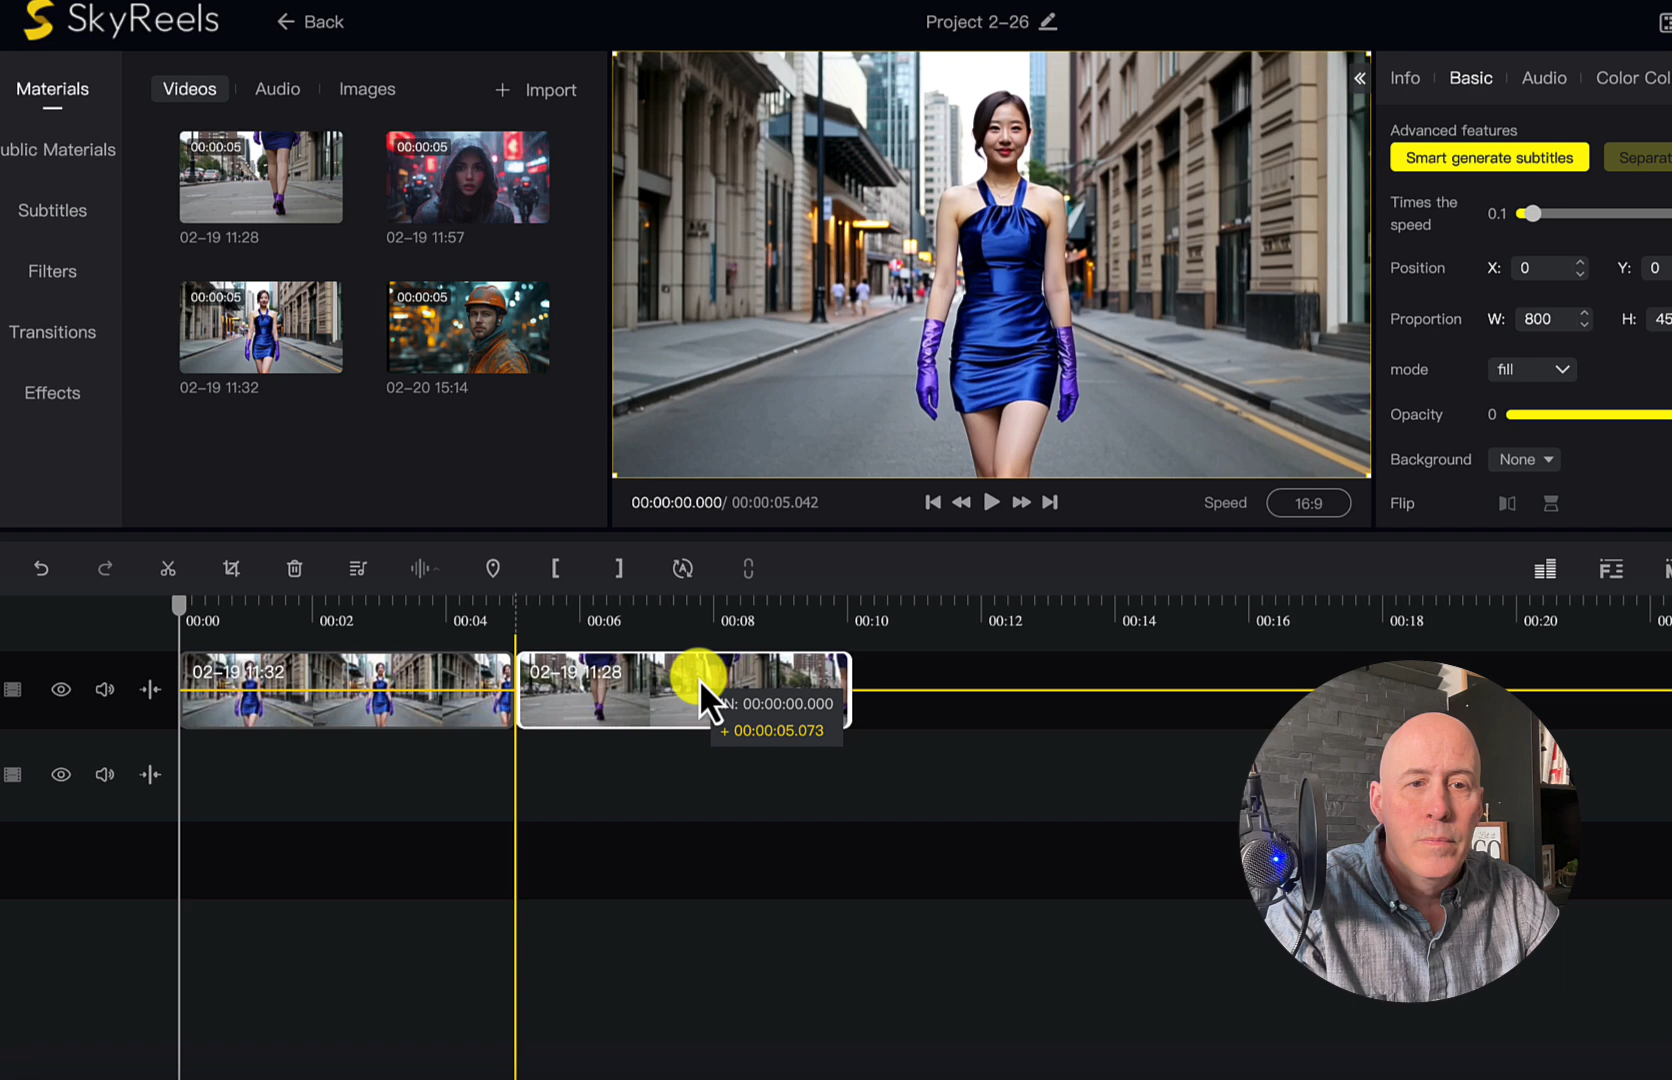 SkyReels
Back
Project 2-26
Materials
ublic Materials
Subtitles
Filters
Transitions
Effects
Videos
Audio
Images
+ Import
00:00:05
02-19 11:28
00:00:05
02-19 11:57
00:00:05
02-19 11:32
00:00:05
02-20 15:14
00:00:00.000/ 00:00:05.042
Speed
16:9
Info
Basic
Audio
Color Col
Advanced features
Smart generate subtitles
Separat
Times the
speed
0.1
Position
X: 0
Y: 0
Proportion
W: 800
H: 45
mode
fill
Opacity
0
Background
None
Flip
00:00
00:02
00:04
00:06
00:08
00:10
00:12
00:14
00:16
00:18
00:20
00
02-19 11:32
02-19 11:28
N: 00:00:00.000
+ 00:00:05.073